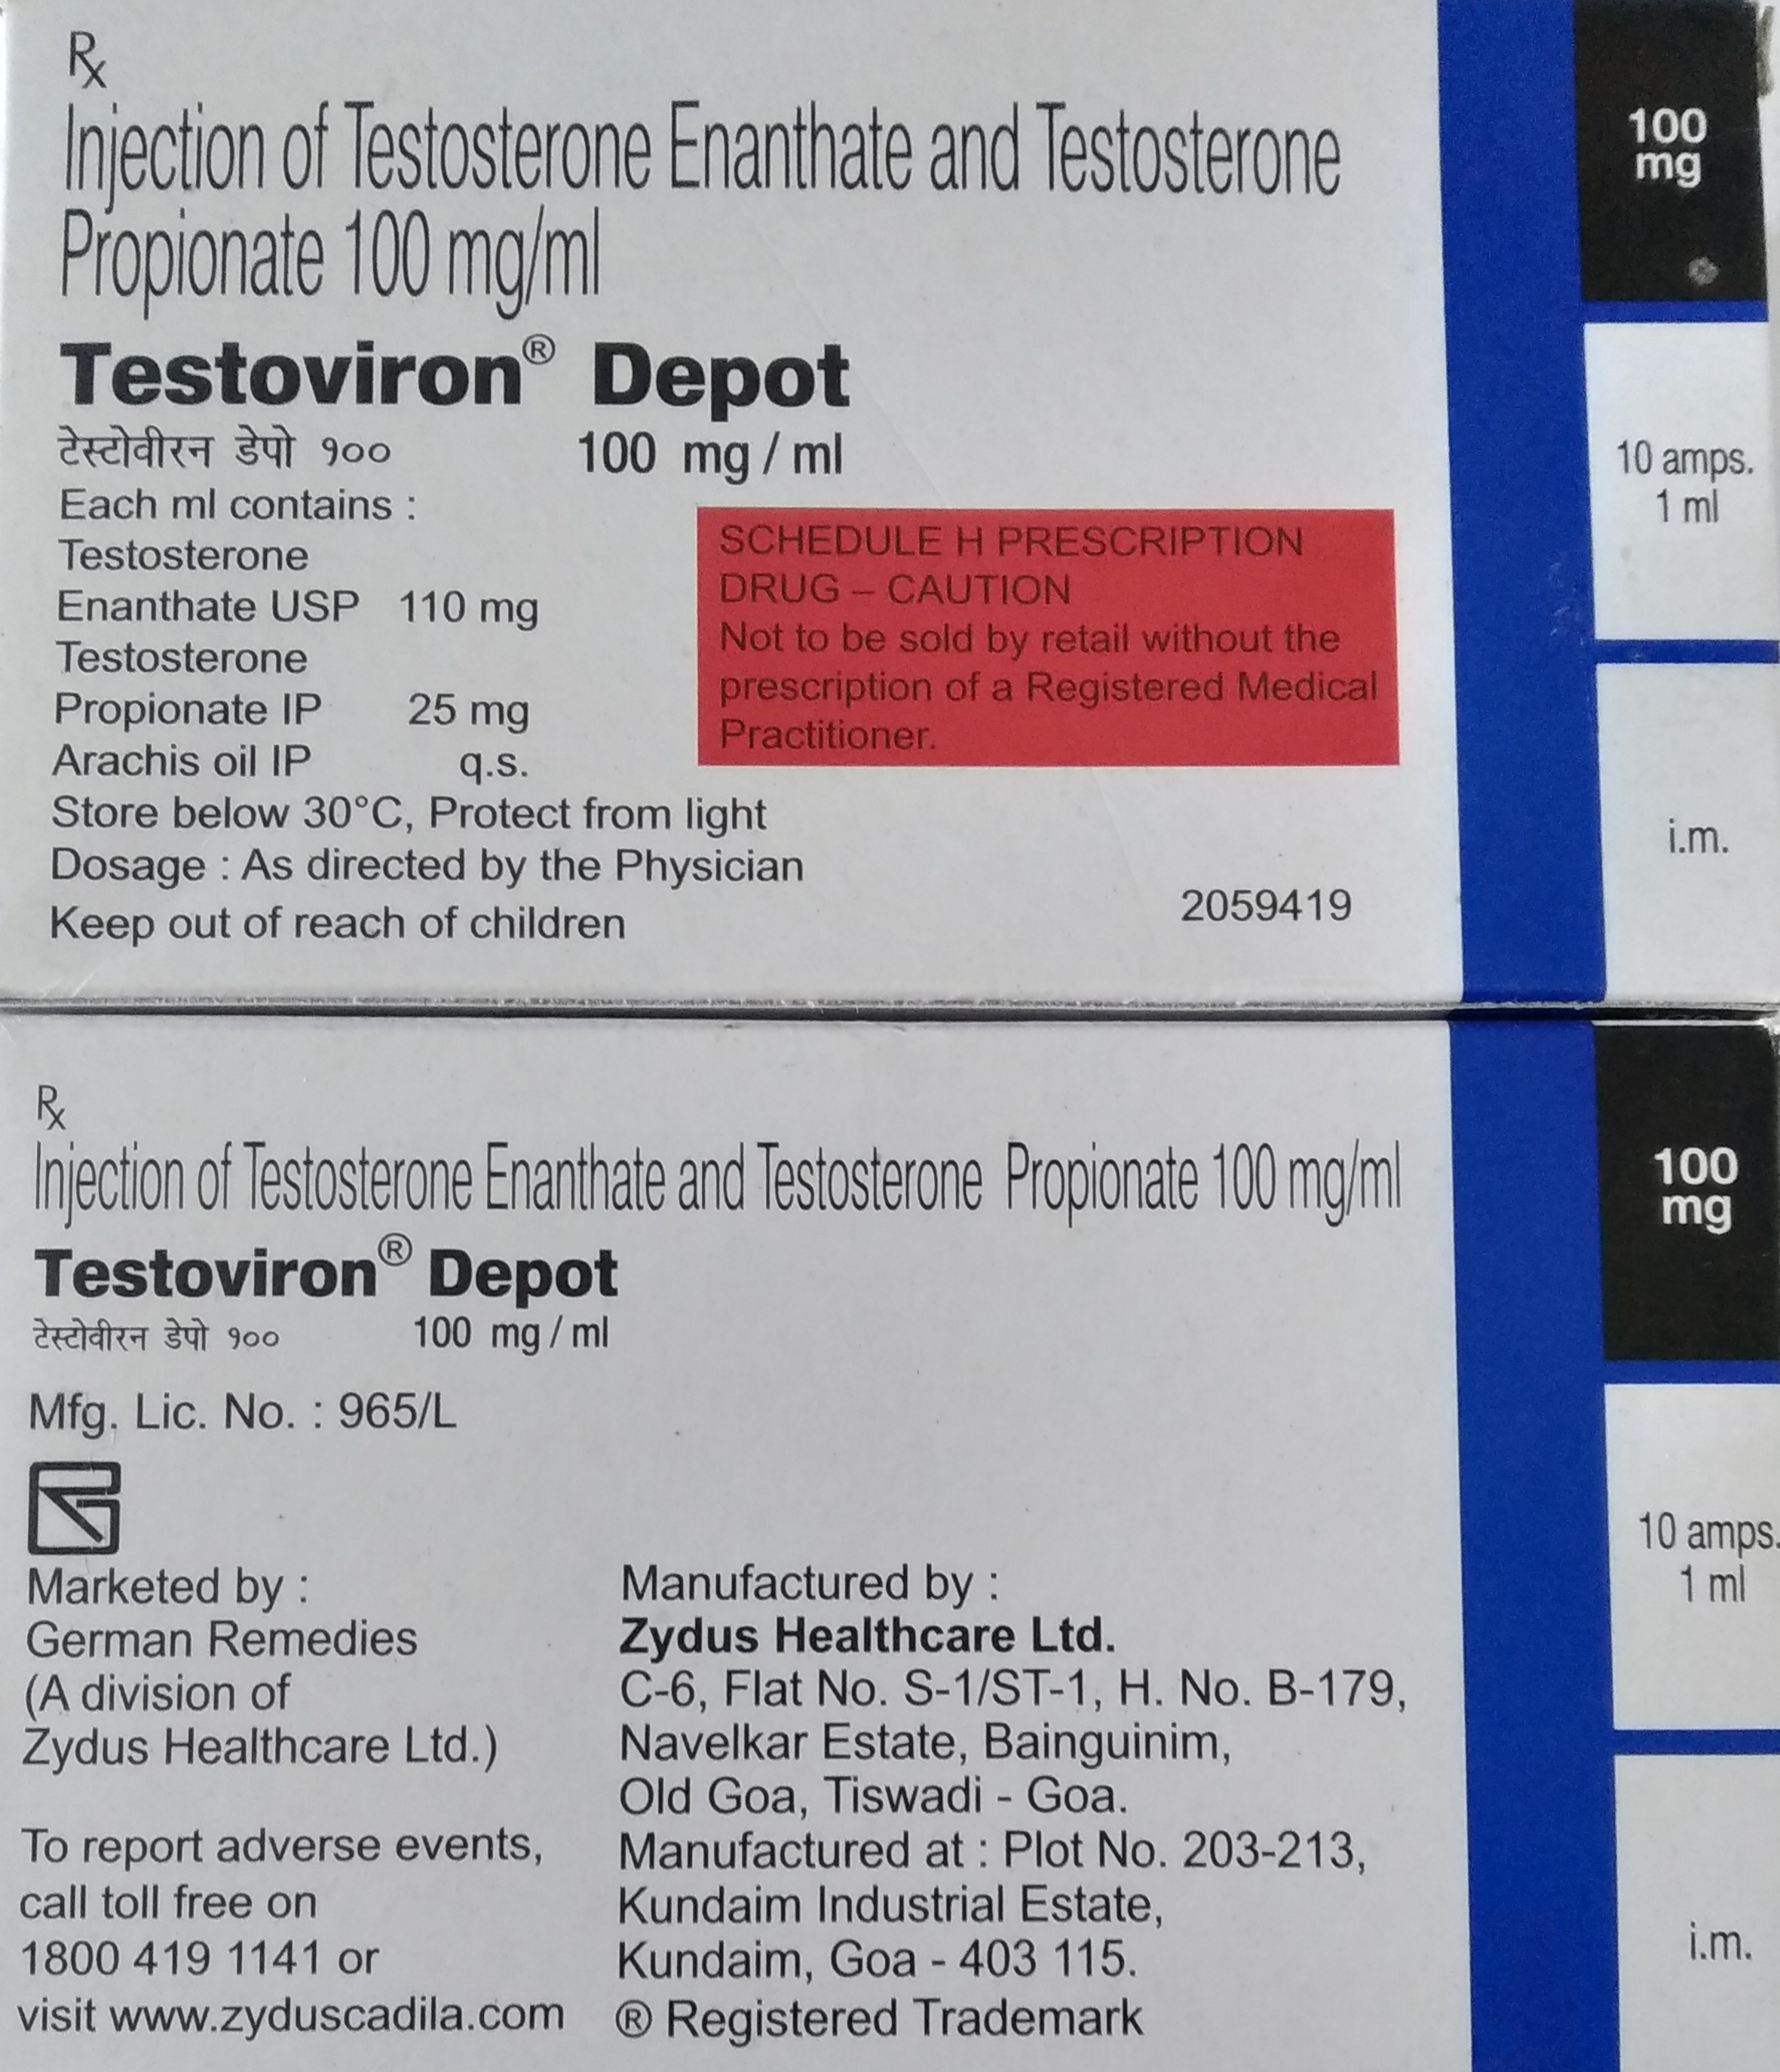 Rx
Injection of Testosterone Enanthate and Testosterone
Propionate 100 mg/ml
Testoviron® Depot
टेस्टोवीरन डेपो १००
100 mg / ml
Each ml contains :
Testosterone
Enanthate USP 110 mg
Testosterone
Propionate IP 25 mg
Arachis oil IP q.s.
Store below 30°C, Protect from light
Dosage : As directed by the Physician
Keep out of reach of children
SCHEDULE H PRESCRIPTION
DRUG – CAUTION
Not to be sold by retail without the
prescription of a Registered Medical
Practitioner.
2059419
100
mg
10 amps.
1 ml
i.m.
Rx
Injection of Testosterone Enanthate and Testosterone Propionate 100 mg/ml
Testoviron® Depot
टेस्टोवीरन डेपो १००
100 mg / ml
Mfg. Lic. No. : 965/L
Marketed by :
German Remedies
(A division of
Zydus Healthcare Ltd.)
To report adverse events,
call toll free on
1800 419 1141 or
visit www.zyduscadila.com
Manufactured by :
Zydus Healthcare Ltd.
C-6, Flat No. S-1/ST-1, H. No. B-179,
Navelkar Estate, Bainguinim,
Old Goa, Tiswadi - Goa.
Manufactured at : Plot No. 203-213,
Kundaim Industrial Estate,
Kundaim, Goa - 403 115.
® Registered Trademark
100
mg
10 amps.
1 ml
i.m.